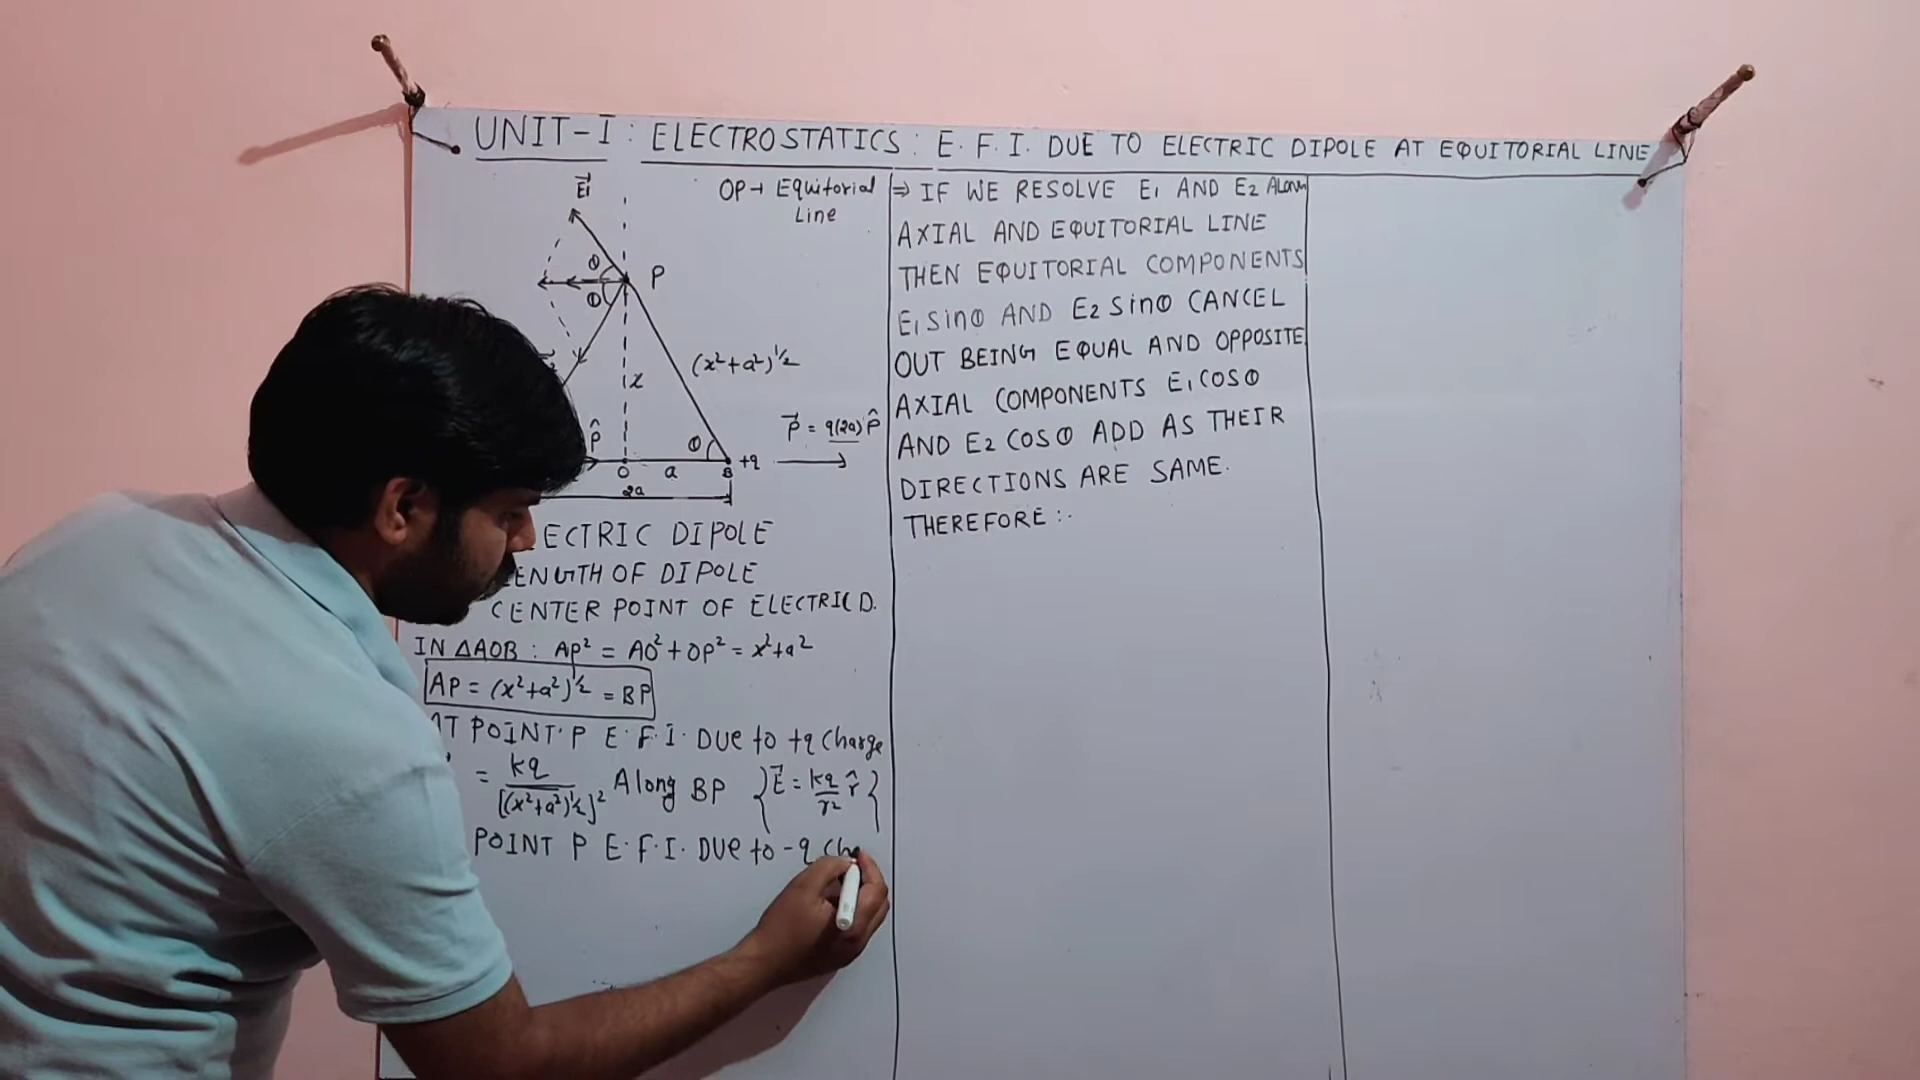 UNIT-I : ELECTROSTATICS : E.F.I. DUE TO ELECTRIC DIPOLE AT EQUITORIAL LINE
E⃗1
OP → Equitorial
Line
θ
P
θ
(x²+a²)^½
x
p̂
θ
p⃗ = q(2a) p̂
O
a
B
+q
2a
ECTRIC DIPOLE
LENGTH OF DIPOLE
CENTER POINT OF ELECTRIC D.
IN ΔAOB : AP² = AO² + OP² = x²+a²
AP = (x²+a²)^½ = BP
AT POINT P E.F.I. DUE to +q Charge
= kq / [(x²+a²)^½]² Along BP { E⃗ = kq/r² r̂ }
POINT P E.F.I. DUE to -q Cha
⇒ IF WE RESOLVE E1 AND E2 ALONG
AXIAL AND EQUITORIAL LINE
THEN EQUITORIAL COMPONENTS
E1 sinθ AND E2 sinθ CANCEL
OUT BEING EQUAL AND OPPOSITE
AXIAL COMPONENTS E1 COSθ
AND E2 COSθ ADD AS THEIR
DIRECTIONS ARE SAME.
THEREFORE :-